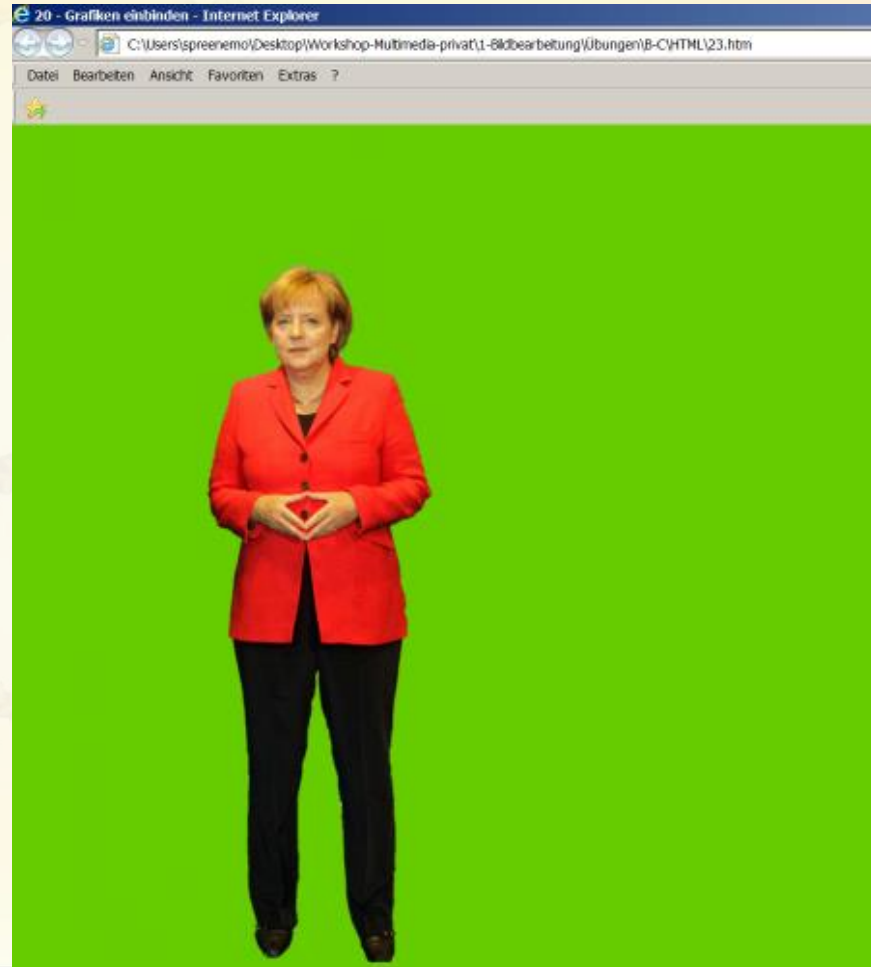 20 - Grafiken einbinden - Internet Explorer
C:\Users\spreenemo\Desktop\Workshop-Multimedia-privat\1-Bildbearbeitung\Übungen\B-C\HTML\23.htm
Datei Bearbeiten Ansicht Favoriten Extras ?